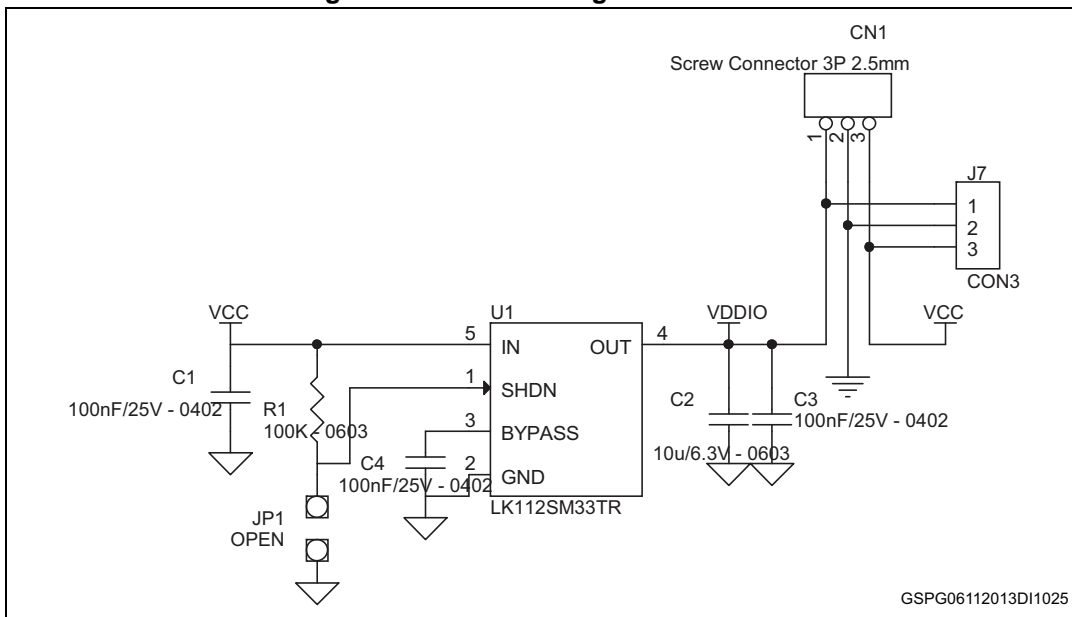 CN1
Screw Connector 3P 2.5mm
1
2
3
J7
1
2
3
CON3
VCC
U1
VDDIO
VCC
5
IN
OUT
4
C1
100nF/25V - 0402
1
SHDN
R1
100K - 0603
C2
C3
100nF/25V - 0402
3
BYPASS
10u/6.3V - 0603
C4
100nF/25V - 0402
2
GND
LK112SM33TR
JP1
OPEN
GSPG06112013DI1025